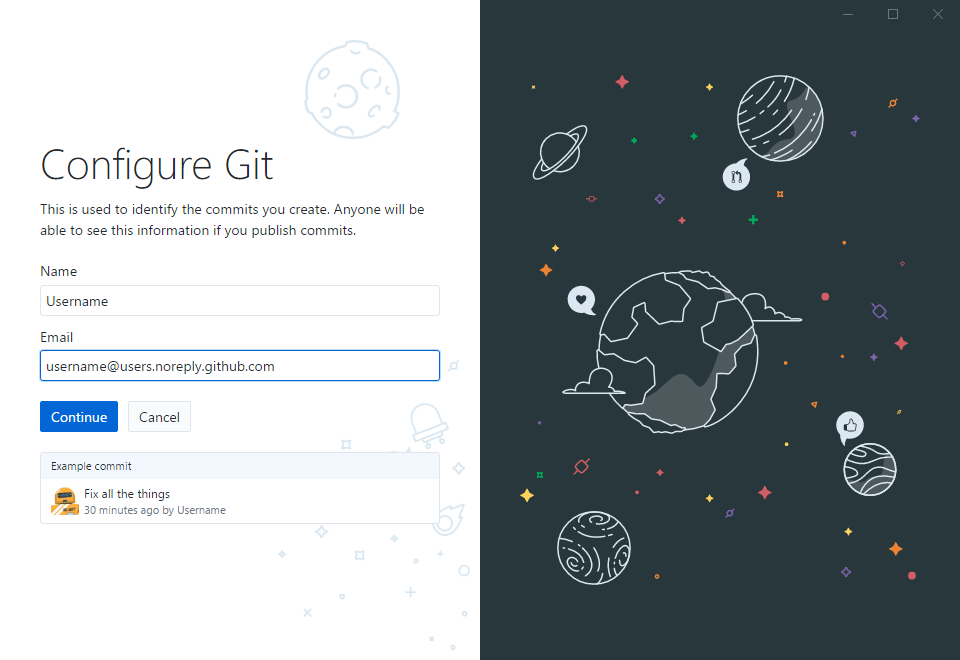 Configure Git
This is used to identify the commits you create. Anyone will be
able to see this information if you publish commits.
Name
Username
Email
username@users.noreply.github.com
Continue
Cancel
Example commit
Fix all the things
30 minutes ago by Username